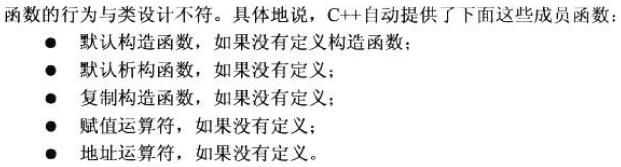 函数的行为与类设计不符。具体地说，C++自动提供了下面这些成员函数：
● 默认构造函数，如果没有定义构造函数；
● 默认析构函数，如果没有定义；
● 复制构造函数，如果没有定义；
● 赋值运算符，如果没有定义；
● 地址运算符，如果没有定义。